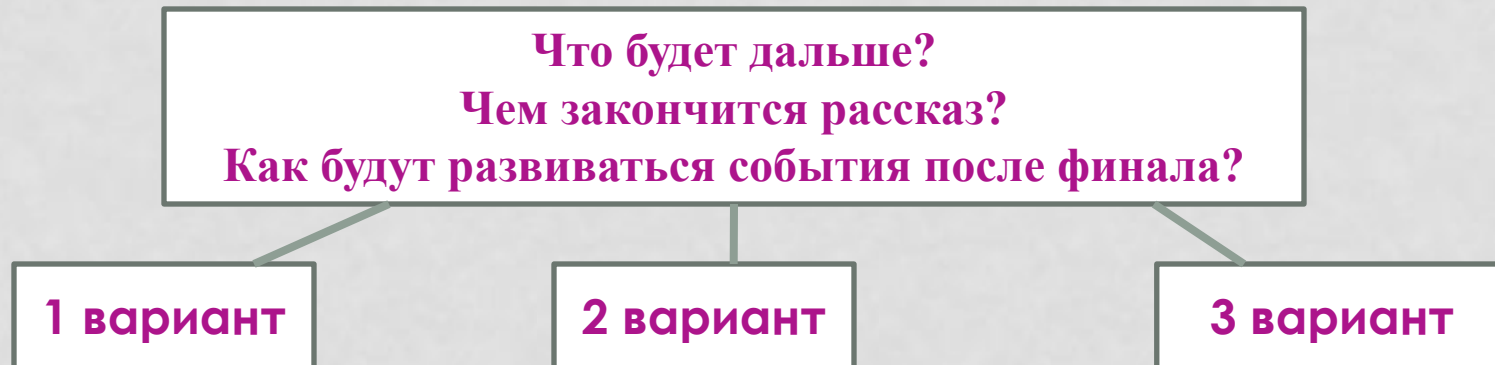 Что будет дальше?
Чем закончится рассказ?
Как будут развиваться события после финала?
1 вариант
2 вариант
3 вариант